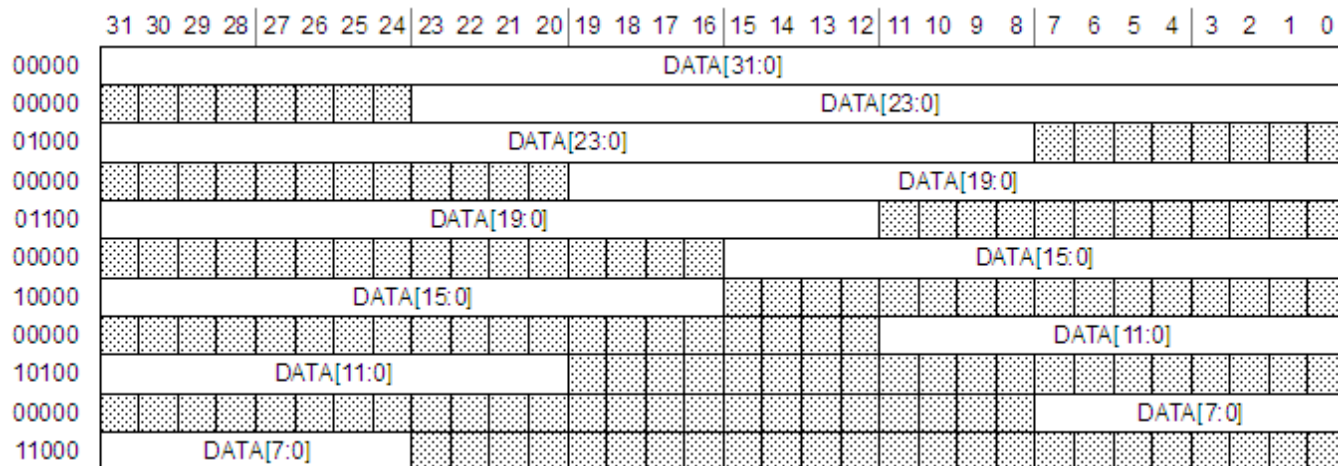 31 30 29 28 27 26 25 24 23 22 21 20 19 18 17 16 15 14 13 12 11 10 9 8 7 6 5 4 3 2 1 0
00000 DATA[31:0]
00000 DATA[23:0]
01000 DATA[23:0]
00000 DATA[19:0]
01100 DATA[19:0]
00000 DATA[15:0]
10000 DATA[15:0]
00000 DATA[11:0]
10100 DATA[11:0]
00000 DATA[7:0]
11000 DATA[7:0]